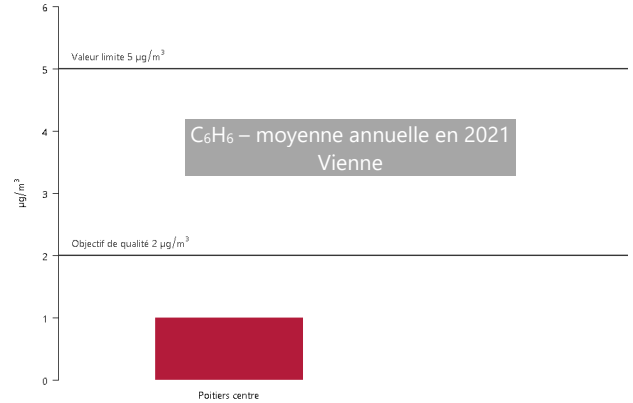 6
Valeur limite 5 µg/m³
5
C₆H₆ – moyenne annuelle en 2021
Vienne
4
µg/m³
3
Objectif de qualité 2 µg/m³
2
1
0
Poitiers centre